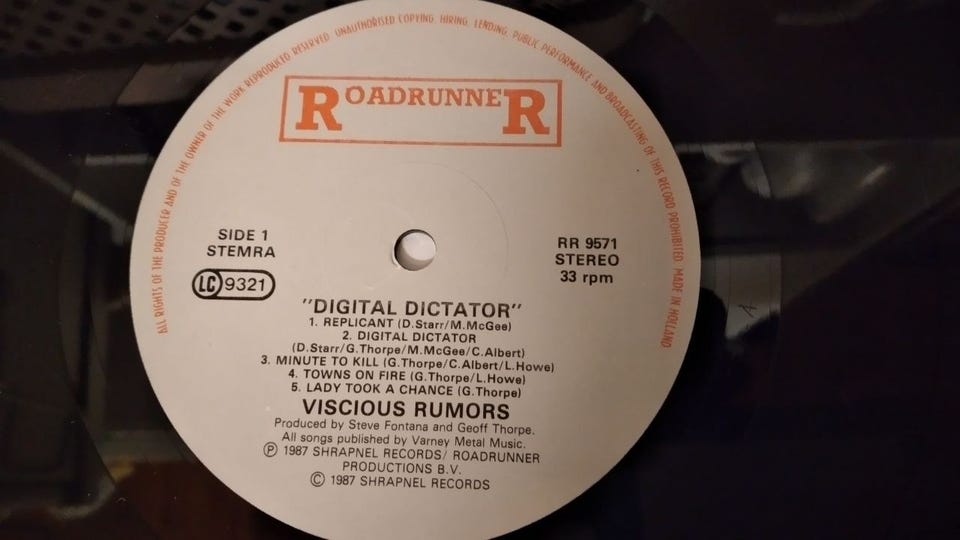 ALL RIGHTS OF THE PRODUCER AND OF THE OWNER OF THE WORK REPRODUCED RESERVED. UNAUTHORISED COPYING, HIRING, LENDING, PUBLIC PERFORMANCE AND BROADCASTING OF THIS RECORD PROHIBITED. MADE IN HOLLAND
ROADRUNNER
SIDE 1
STEMRA
LC 9321
RR 9571
STEREO
33 rpm
"DIGITAL DICTATOR"
1. REPLICANT (D.Starr/M.McGee)
2. DIGITAL DICTATOR
(D.Starr/G.Thorpe/M.McGee/C.Albert)
3. MINUTE TO KILL (G.Thorpe/C.Albert/L.Howe)
4. TOWNS ON FIRE (G.Thorpe/L.Howe)
5. LADY TOOK A CHANCE (G.Thorpe)
VISCIOUS RUMORS
Produced by Steve Fontana and Geoff Thorpe.
All songs published by Varney Metal Music.
Ⓟ 1987 SHRAPNEL RECORDS/ ROADRUNNER
PRODUCTIONS B.V.
© 1987 SHRAPNEL RECORDS
A